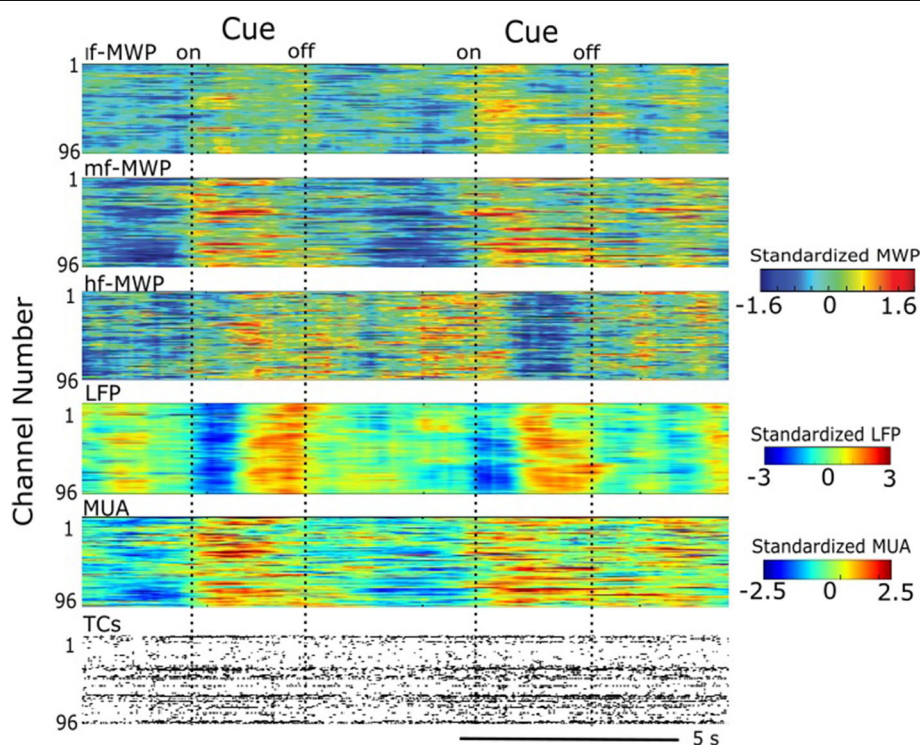 Cue Cue
lf-MWP on off on off
1
96
mf-MWP
1
96
hf-MWP
1
96
LFP
1
96
MUA
1
96
TCs
1
96
Channel Number
5 s
Standardized MWP
-1.6 0 1.6
Standardized LFP
-3 0 3
Standardized MUA
-2.5 0 2.5